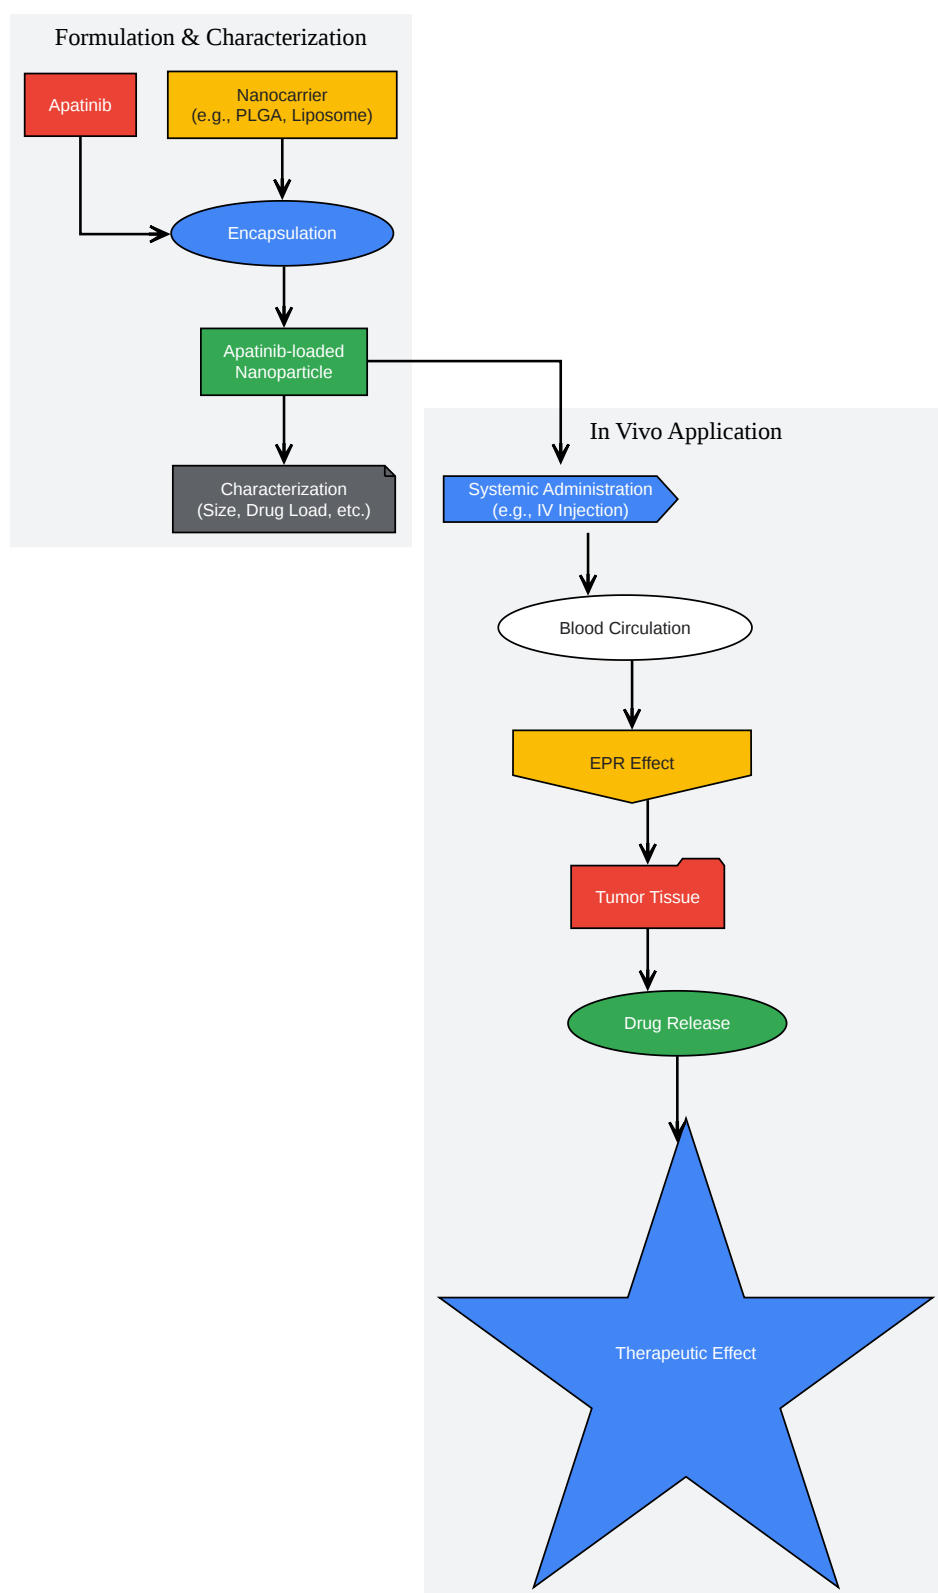 Formulation & Characterization
Apatinib
Nanocarrier
(e.g., PLGA, Liposome)
Encapsulation
Apatinib-loaded
Nanoparticle
Characterization
(Size, Drug Load, etc.)
In Vivo Application
Systemic Administration
(e.g., IV Injection)
Blood Circulation
EPR Effect
Tumor Tissue
Drug Release
Therapeutic Effect